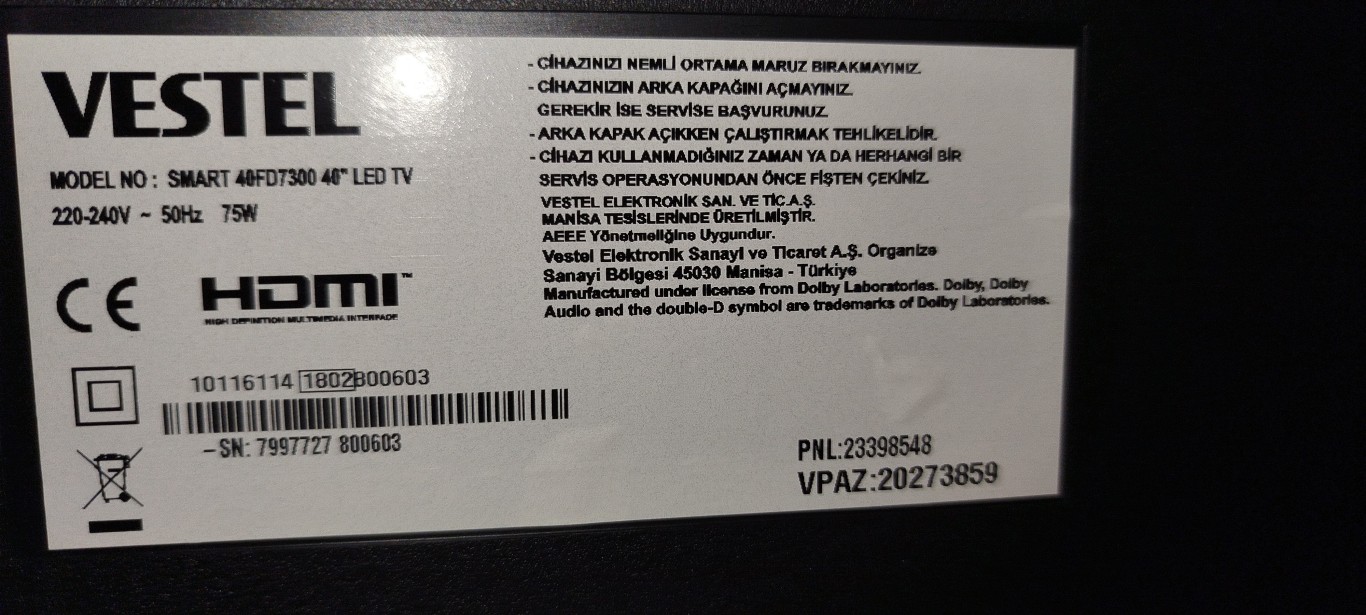 VESTEL
MODEL NO : SMART 40FD7300 40" LED TV
220-240V ~ 50Hz 75W
CE
HDMI™
HIGH DEFINITION MULTIMEDIA INTERFACE
10116114 1802800603
-SN: 7997727 800603
- CİHAZINIZI NEMLİ ORTAMA MARUZ BIRAKMAYINIZ.
- CİHAZINIZIN ARKA KAPAĞINI AÇMAYINIZ.
GEREKİR İSE SERVİSE BAŞVURUNUZ.
- ARKA KAPAK AÇIKKEN ÇALIŞTIRMAK TEHLİKELİDİR.
- CİHAZI KULLANMADIĞINIZ ZAMAN YA DA HERHANGİ BİR
SERVİS OPERASYONUNDAN ÖNCE FİŞTEN ÇEKİNİZ.
VESTEL ELEKTRONİK SAN. VE TİC.A.Ş.
MANİSA TESİSLERİNDE ÜRETİLMİŞTİR.
AEEE Yönetmeliğine Uygundur.
Vestel Elektronik Sanayi ve Ticaret A.Ş. Organize
Sanayi Bölgesi 45030 Manisa - Türkiye
Manufactured under license from Dolby Laboratories. Dolby, Dolby
Audio and the double-D symbol are trademarks of Dolby Laboratories.
PNL:23398548
VPAZ:20273859